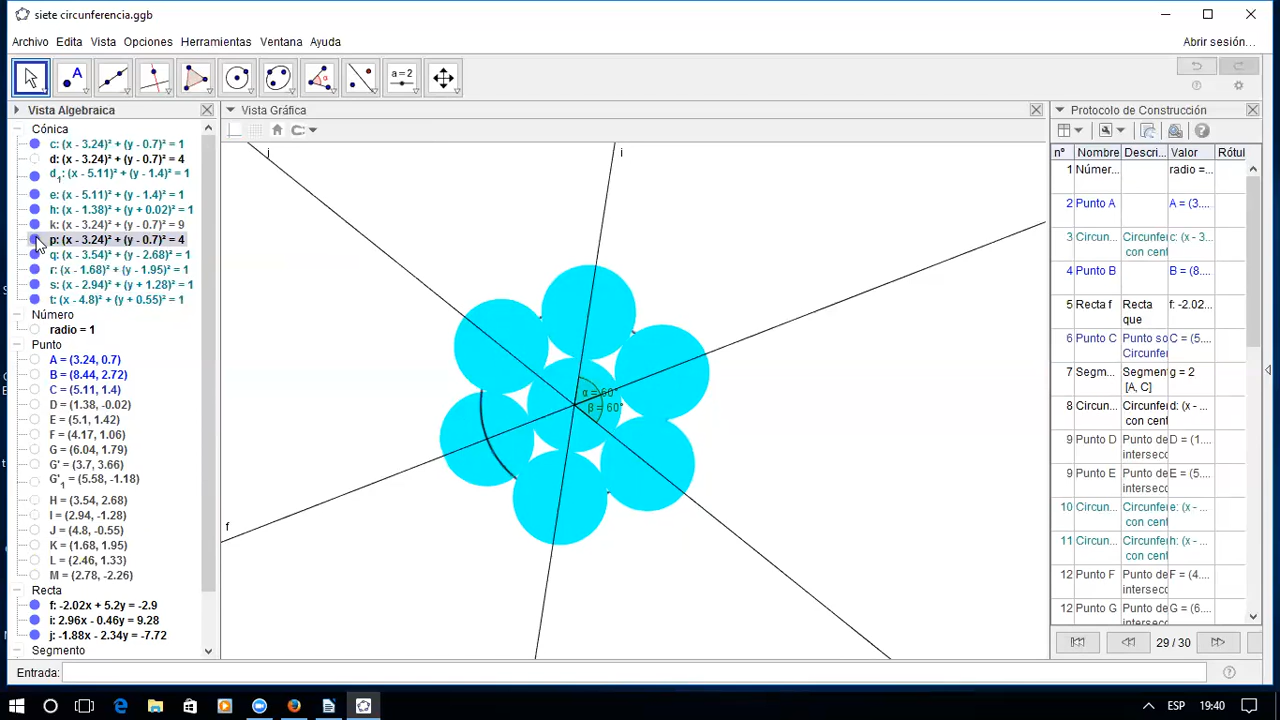 siete circunferencia.ggb
Archivo Edita Vista Opciones Herramientas Ventana Ayuda
Abrir sesión...
A
α
a=2
Vista Algebraica
Vista Gráfica
Protocolo de Construcción
Cónica
c: (x - 3.24)² + (y - 0.7)² = 1
d: (x - 3.24)² + (y - 0.7)² = 4
d₁: (x - 5.11)² + (y - 1.4)² = 1
e: (x - 5.11)² + (y - 1.4)² = 1
h: (x - 1.38)² + (y + 0.02)² = 1
k: (x - 3.24)² + (y - 0.7)² = 9
p: (x - 3.24)² + (y - 0.7)² = 4
q: (x - 3.54)² + (y - 2.68)² = 1
r: (x - 1.68)² + (y - 1.95)² = 1
s: (x - 2.94)² + (y + 1.28)² = 1
t: (x - 4.8)² + (y + 0.55)² = 1
Número
radio = 1
Punto
A = (3.24, 0.7)
B = (8.44, 2.72)
C = (5.11, 1.4)
D = (1.38, -0.02)
E = (5.1, 1.42)
F = (4.17, 1.06)
G = (6.04, 1.79)
G' = (3.7, 3.66)
G'₁ = (5.58, -1.18)
H = (3.54, 2.68)
I = (2.94, -1.28)
J = (4.8, -0.55)
K = (1.68, 1.95)
L = (2.46, 1.33)
M = (2.78, -2.26)
Recta
f: -2.02x + 5.2y = -2.9
i: 2.96x - 0.46y = 9.28
j: -1.88x - 2.34y = -7.72
Segmento
j
i
α = 60°
β = 60°
f
nº Nombre Descri... Valor Rótul
1 Númer... radio =...
2 Punto A A = (3....
3 Circun... Circunfer c: (x - 3...
con cent
4 Punto B B = (8....
5 Recta f Recta f: -2.02...
que
6 Punto C Punto so C = (5....
Circunfer
7 Segm... Segmen g = 2
[A, C]
8 Circun... Circunfer d: (x - ...
9 Punto D Punto de D = (1....
intersecc
9 Punto E Punto de E = (5....
intersecc
10 Circun... Circunfer e: (x - ...
con cent
11 Circun... Circunfer h: (x - ...
con cent
12 Punto F Punto de F = (4....
intersecc
12 Punto G Punto de G = (6....
intersecc
29 / 30
Entrada:
ESP 19:40